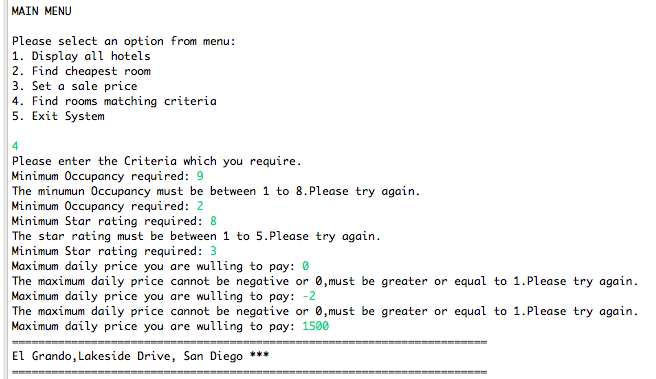 MAIN MENU
Please select an option from menu:
1. Display all hotels
2. Find cheapest room
3. Set a sale price
4. Find rooms matching criteria
5. Exit System
4
Please enter the Criteria which you require.
Minimum Occupancy required: 9
The minumun Occupancy must be between 1 to 8.Please try again.
Minimum Occupancy required: 2
Minimum Star rating required: 8
The star rating must be between 1 to 5.Please try again.
Minimum Star rating required: 3
Maximum daily price you are wulling to pay: 0
The maximum daily price cannot be negative or 0,must be greater or equal to 1.Please try again.
Maximum daily price you are wulling to pay: -2
The maximum daily price cannot be negative or 0,must be greater or equal to 1.Please try again.
Maximum daily price you are wulling to pay: 1500
=======================================================================
El Grando,Lakeside Drive, San Diego ***
=======================================================================